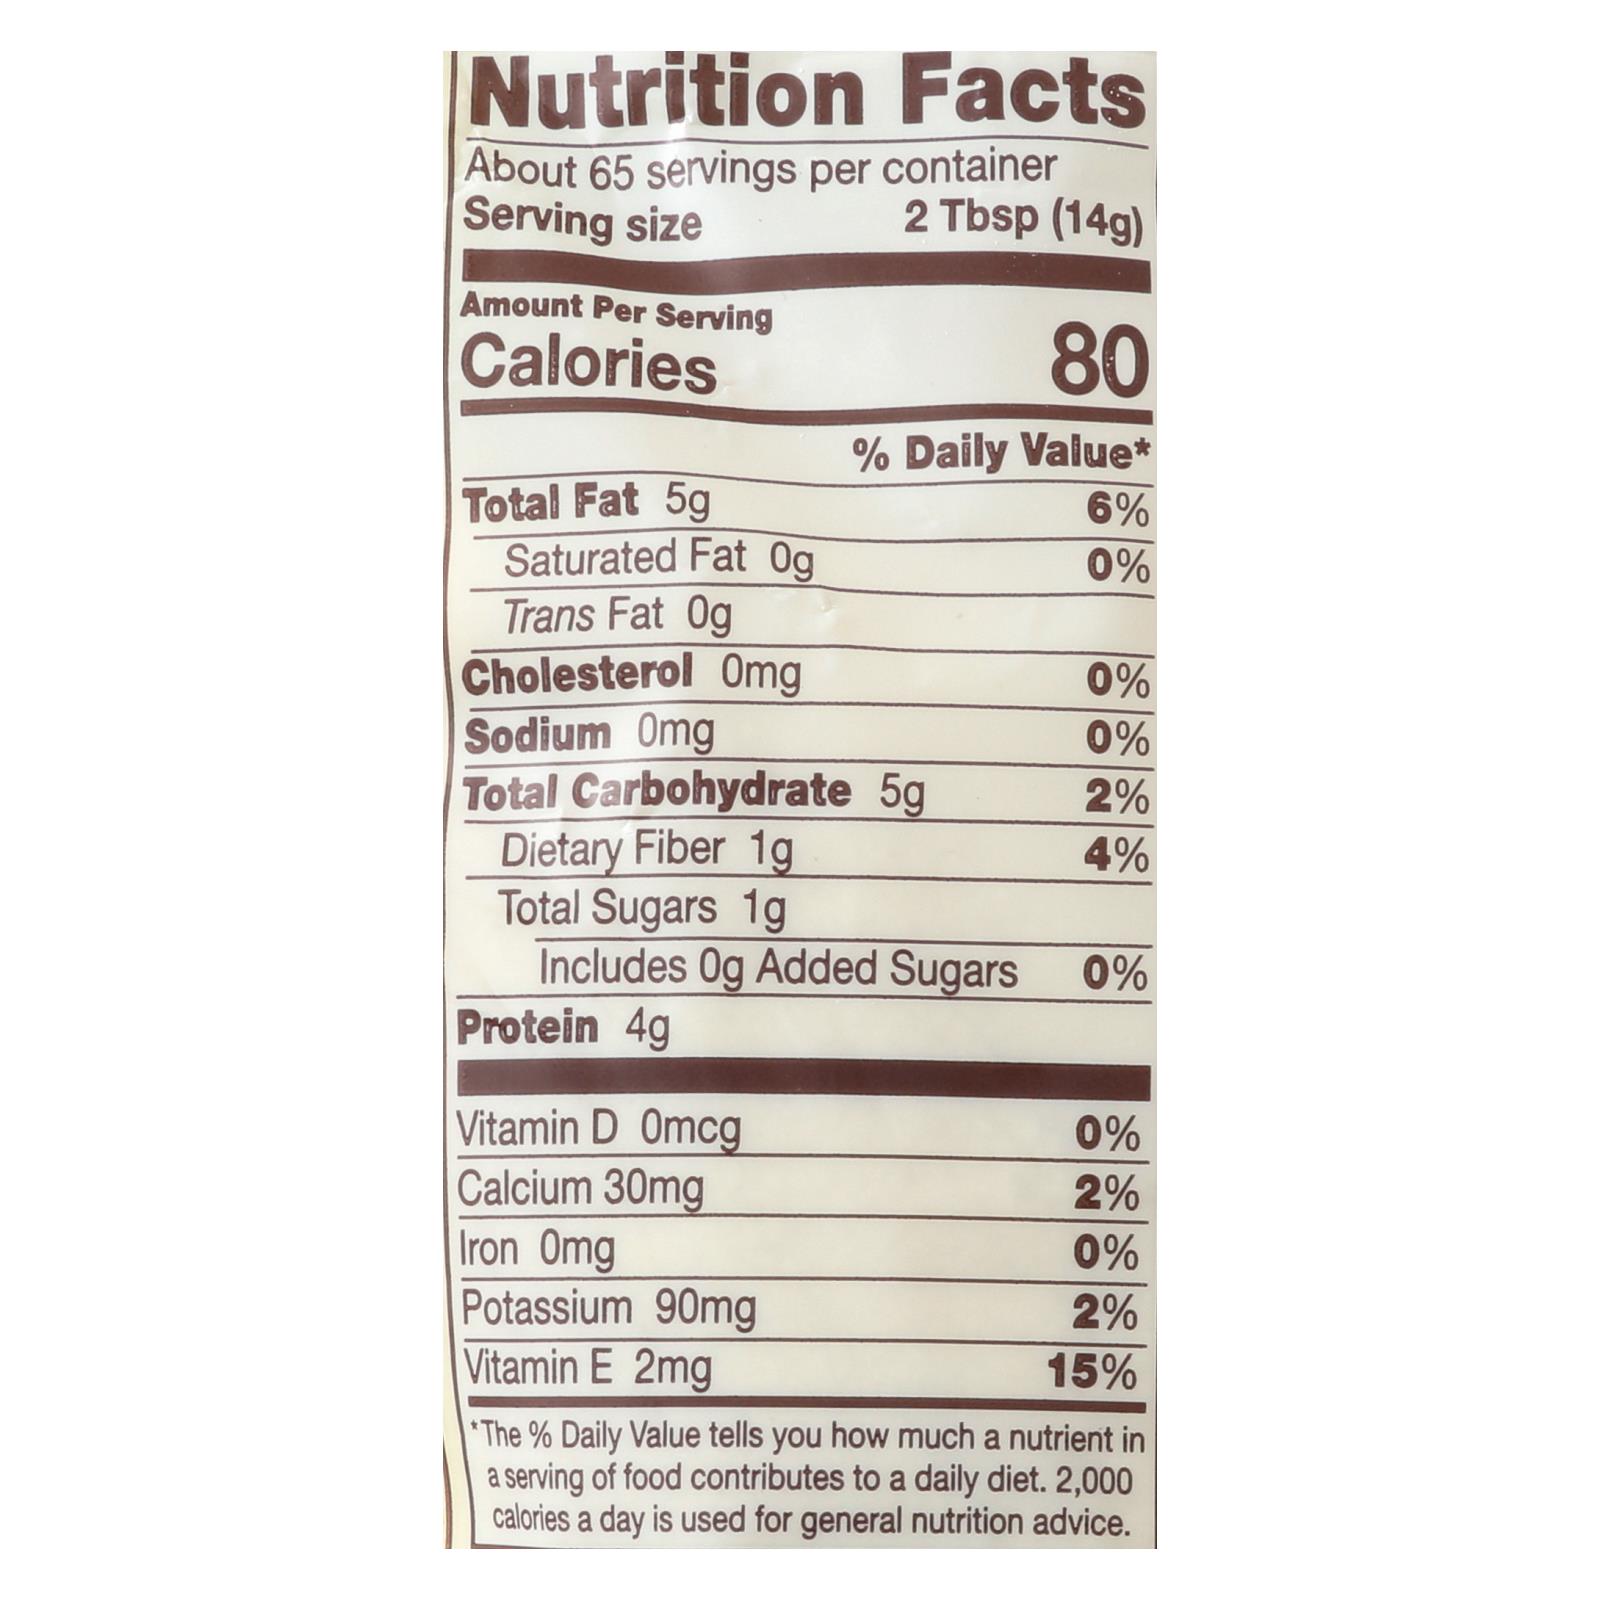 Nutrition Facts
About 65 servings per container
Serving size 2 Tbsp (14g)
Amount Per Serving
Calories 80
% Daily Value*
Total Fat 5g 6%
Saturated Fat 0g 0%
Trans Fat 0g
Cholesterol 0mg 0%
Sodium 0mg 0%
Total Carbohydrate 5g 2%
Dietary Fiber 1g 4%
Total Sugars 1g
Includes 0g Added Sugars 0%
Protein 4g
Vitamin D 0mcg 0%
Calcium 30mg 2%
Iron 0mg 0%
Potassium 90mg 2%
Vitamin E 2mg 15%
*The % Daily Value tells you how much a nutrient in
a serving of food contributes to a daily diet. 2,000
calories a day is used for general nutrition advice.